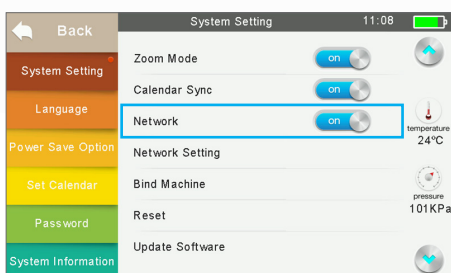 Back
System Setting 11:08
System Setting
Language
Power Save Option
Set Calendar
Password
System Information
Zoom Mode on
Calendar Sync on
Network on
Network Setting
Bind Machine
Reset
Update Software
temperature
24°C
pressure
101KPa